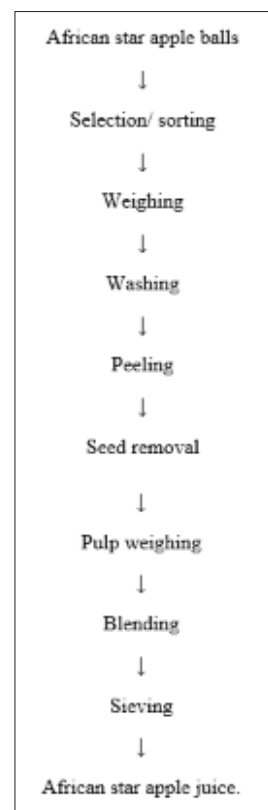 African star apple balls
↓
Selection/ sorting
↓
Weighing
↓
Washing
↓
Peeling
↓
Seed removal
↓
Pulp weighing
↓
Blending
↓
Sieving
↓
African star apple juice.